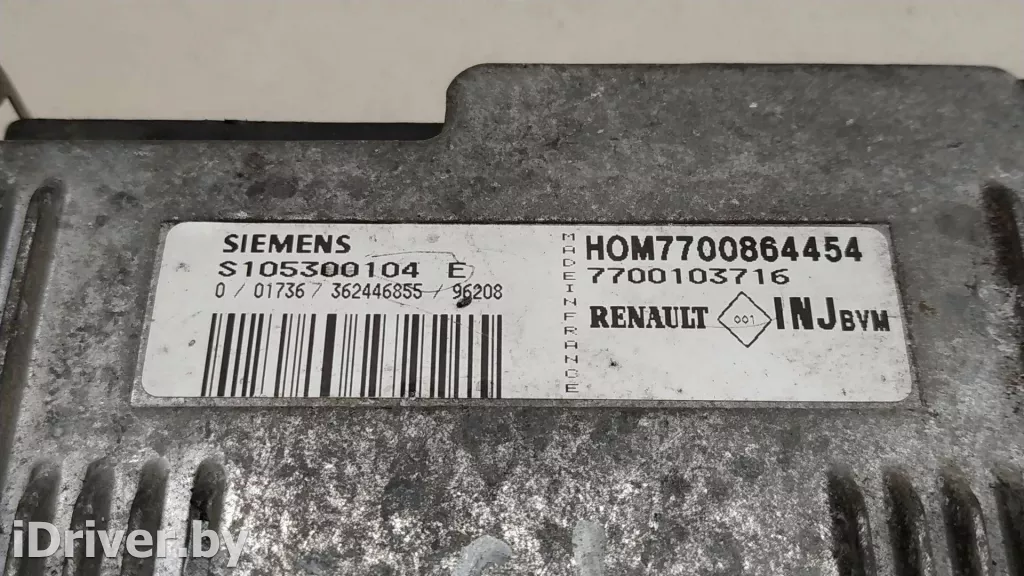 SIEMENS
S105300104 E
0 / 01736 / 362446855 / 96208
MADE IN FRANCE
HOM7700864454
7700103716
RENAULT 001 INJ BVM
iDriver.by